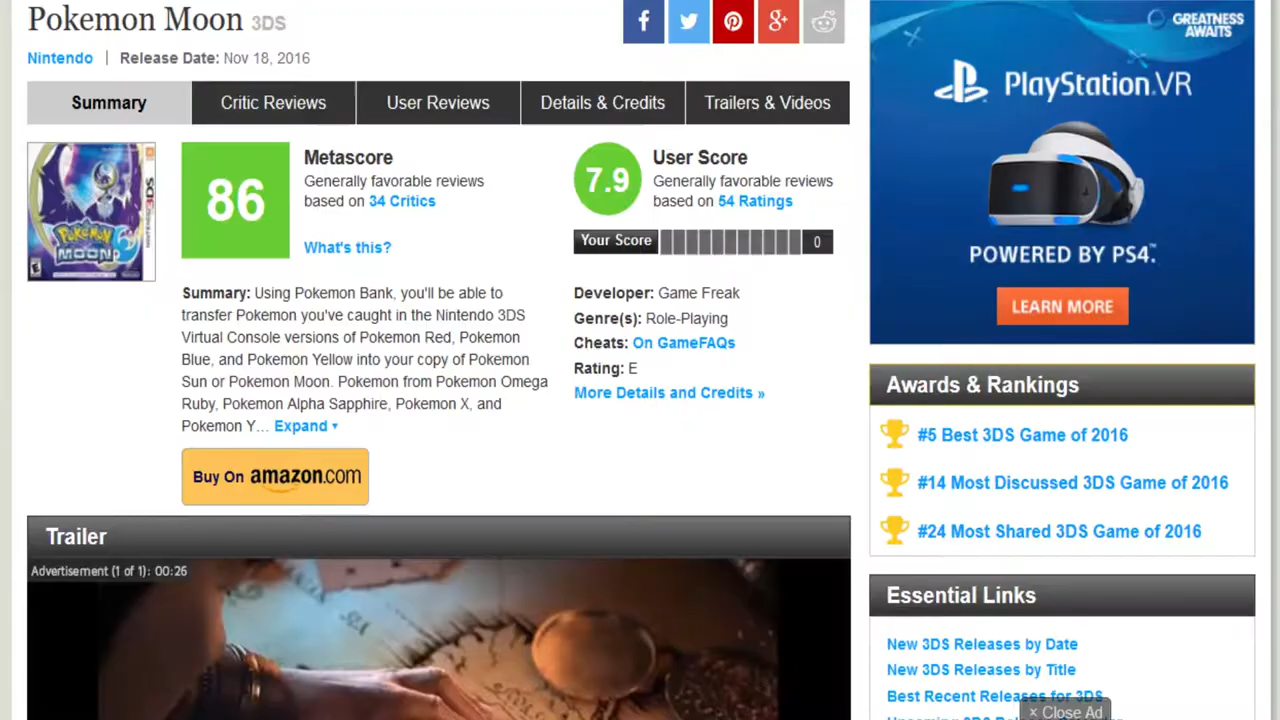 Pokemon Moon 3DS
Nintendo | Release Date: Nov 18, 2016
Summary
Critic Reviews
User Reviews
Details & Credits
Trailers & Videos
POKéMON
MOON
86
Metascore
Generally favorable reviews
based on 34 Critics
What's this?
7.9
User Score
Generally favorable reviews
based on 54 Ratings
Your Score
0
Summary: Using Pokemon Bank, you'll be able to
transfer Pokemon you've caught in the Nintendo 3DS
Virtual Console versions of Pokemon Red, Pokemon
Blue, and Pokemon Yellow into your copy of Pokemon
Sun or Pokemon Moon. Pokemon from Pokemon Omega
Ruby, Pokemon Alpha Sapphire, Pokemon X, and
Pokemon Y… Expand
Developer: Game Freak
Genre(s): Role-Playing
Cheats: On GameFAQs
Rating: E
More Details and Credits »
Buy On amazon.com
Trailer
Advertisement (1 of 1): 00:26
GREATNESS
AWAITS
PlayStation.VR
POWERED BY PS4.™
LEARN MORE
Awards & Rankings
#5 Best 3DS Game of 2016
#14 Most Discussed 3DS Game of 2016
#24 Most Shared 3DS Game of 2016
Essential Links
New 3DS Releases by Date
New 3DS Releases by Title
Best Recent Releases for 3DS
× Close Ad